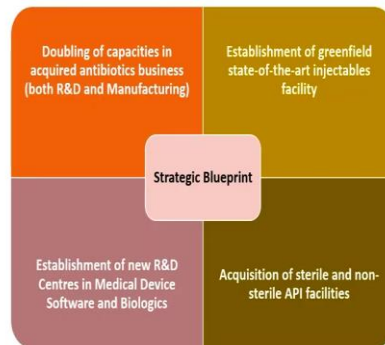 Doubling of capacities in
acquired antibiotics business
(both R&D and Manufacturing)
Establishment of greenfield
state-of-the-art injectables
facility
Strategic Blueprint
Establishment of new R&D
Centres in Medical Device
Software and Biologics
Acquisition of sterile and non-
sterile API facilities